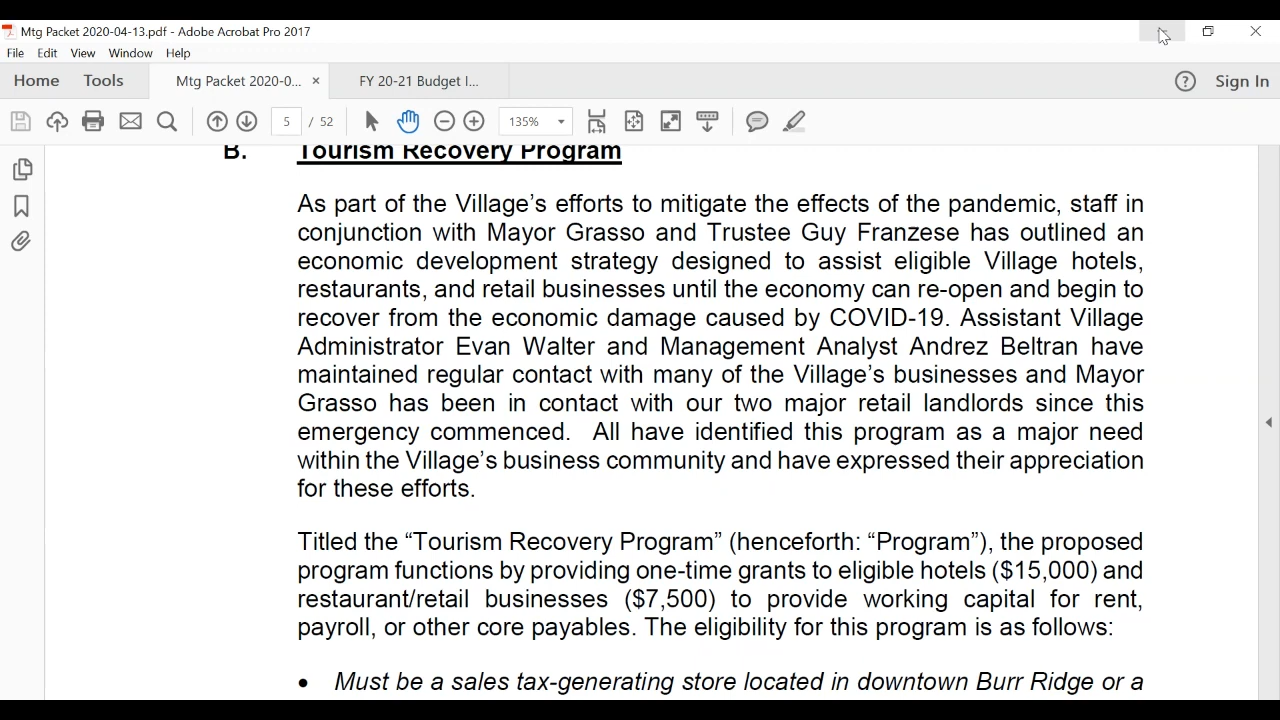 Mtg Packet 2020-04-13.pdf - Adobe Acrobat Pro 2017
File Edit View Window Help
Home Tools Mtg Packet 2020-0... × FY 20-21 Budget I... Sign In
5 / 52 135%
B. Tourism Recovery Program
As part of the Village's efforts to mitigate the effects of the pandemic, staff in
conjunction with Mayor Grasso and Trustee Guy Franzese has outlined an
economic development strategy designed to assist eligible Village hotels,
restaurants, and retail businesses until the economy can re-open and begin to
recover from the economic damage caused by COVID-19. Assistant Village
Administrator Evan Walter and Management Analyst Andrez Beltran have
maintained regular contact with many of the Village's businesses and Mayor
Grasso has been in contact with our two major retail landlords since this
emergency commenced. All have identified this program as a major need
within the Village's business community and have expressed their appreciation
for these efforts.
Titled the “Tourism Recovery Program” (henceforth: “Program”), the proposed
program functions by providing one-time grants to eligible hotels ($15,000) and
restaurant/retail businesses ($7,500) to provide working capital for rent,
payroll, or other core payables. The eligibility for this program is as follows:
• Must be a sales tax-generating store located in downtown Burr Ridge or a